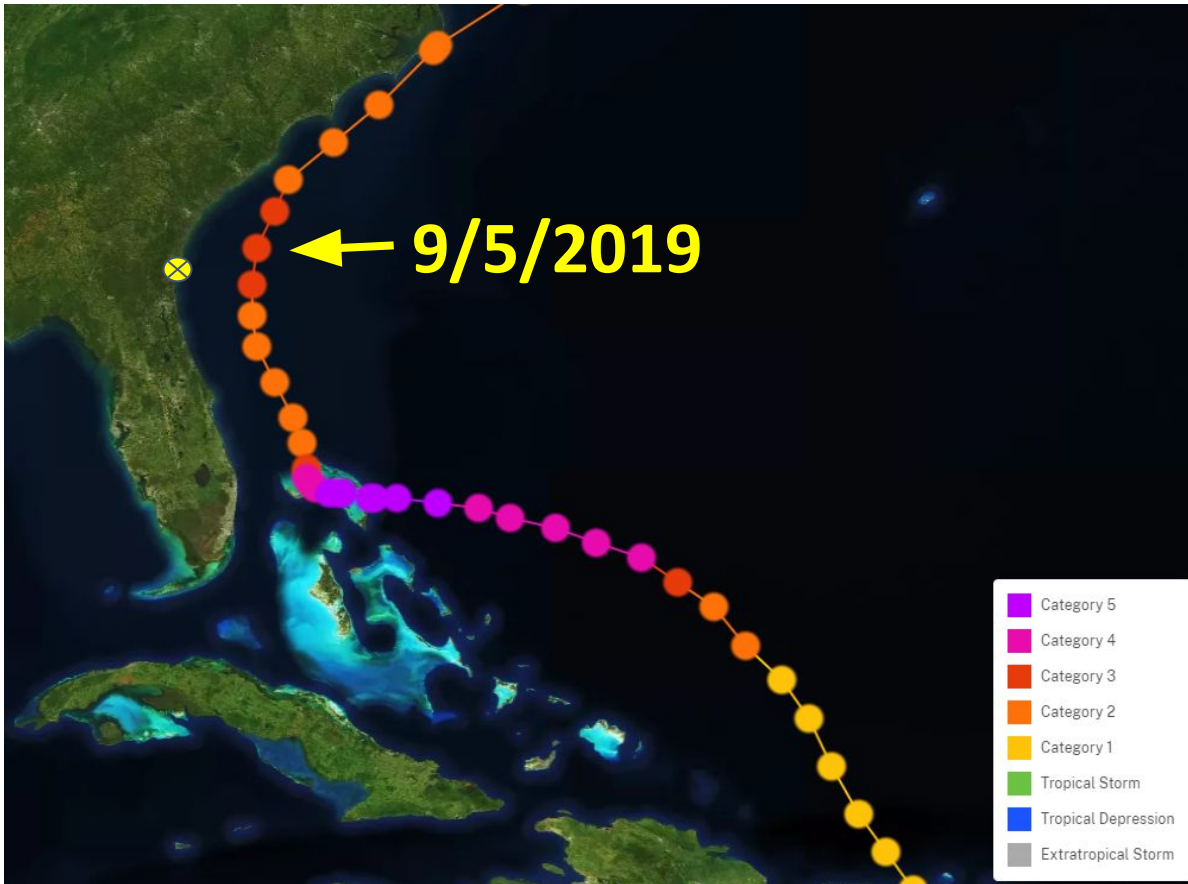 9/5/2019
Category 5
Category 4
Category 3
Category 2
Category 1
Tropical Storm
Tropical Depression
Extratropical Storm